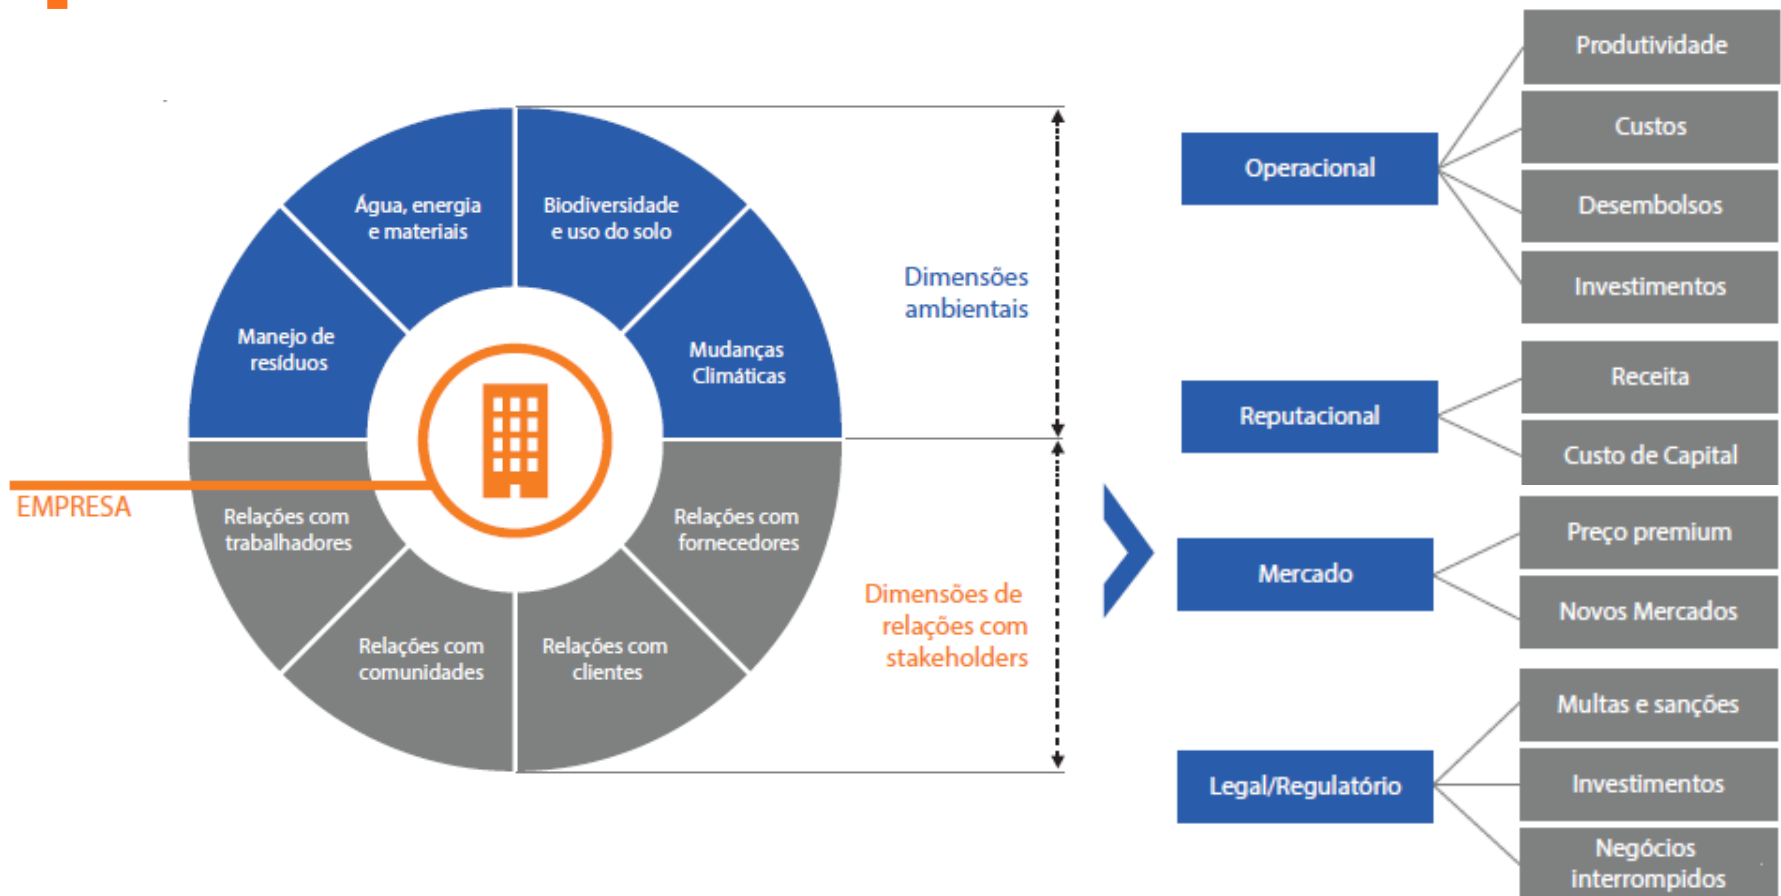 Água, energia
e materiais
Biodiversidade
e uso do solo
Manejo de
resíduos
Mudanças
Climáticas
EMPRESA
Relações com
trabalhadores
Relações com
fornecedores
Relações com
comunidades
Relações com
clientes
Dimensões
ambientais
Dimensões de
relações com
stakeholders
Operacional
Produtividade
Custos
Desembolsos
Investimentos
Reputacional
Receita
Custo de Capital
Mercado
Preço premium
Novos Mercados
Legal/Regulatório
Multas e sanções
Investimentos
Negócios
interrompidos